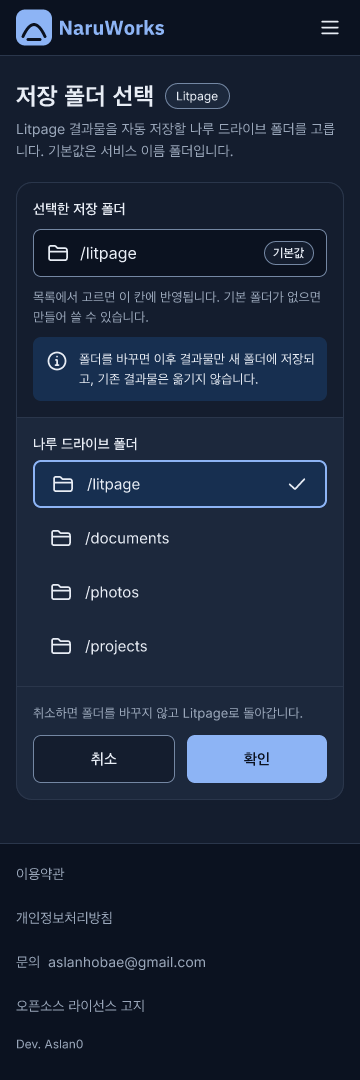 NaruWorks
저장 폴더 선택 Litpage
Litpage 결과물을 자동 저장할 나루 드라이브 폴더를 고릅
니다. 기본값은 서비스 이름 폴더입니다.
선택한 저장 폴더
/litpage 기본값
목록에서 고르면 이 칸에 반영됩니다. 기본 폴더가 없으면
만들어 쓸 수 있습니다.
폴더를 바꾸면 이후 결과물만 새 폴더에 저장되
고, 기존 결과물은 옮기지 않습니다.
나루 드라이브 폴더
/litpage
/documents
/photos
/projects
취소하면 폴더를 바꾸지 않고 Litpage로 돌아갑니다.
취소 확인
이용약관
개인정보처리방침
문의 aslanhobae@gmail.com
오픈소스 라이선스 고지
Dev. Aslan0